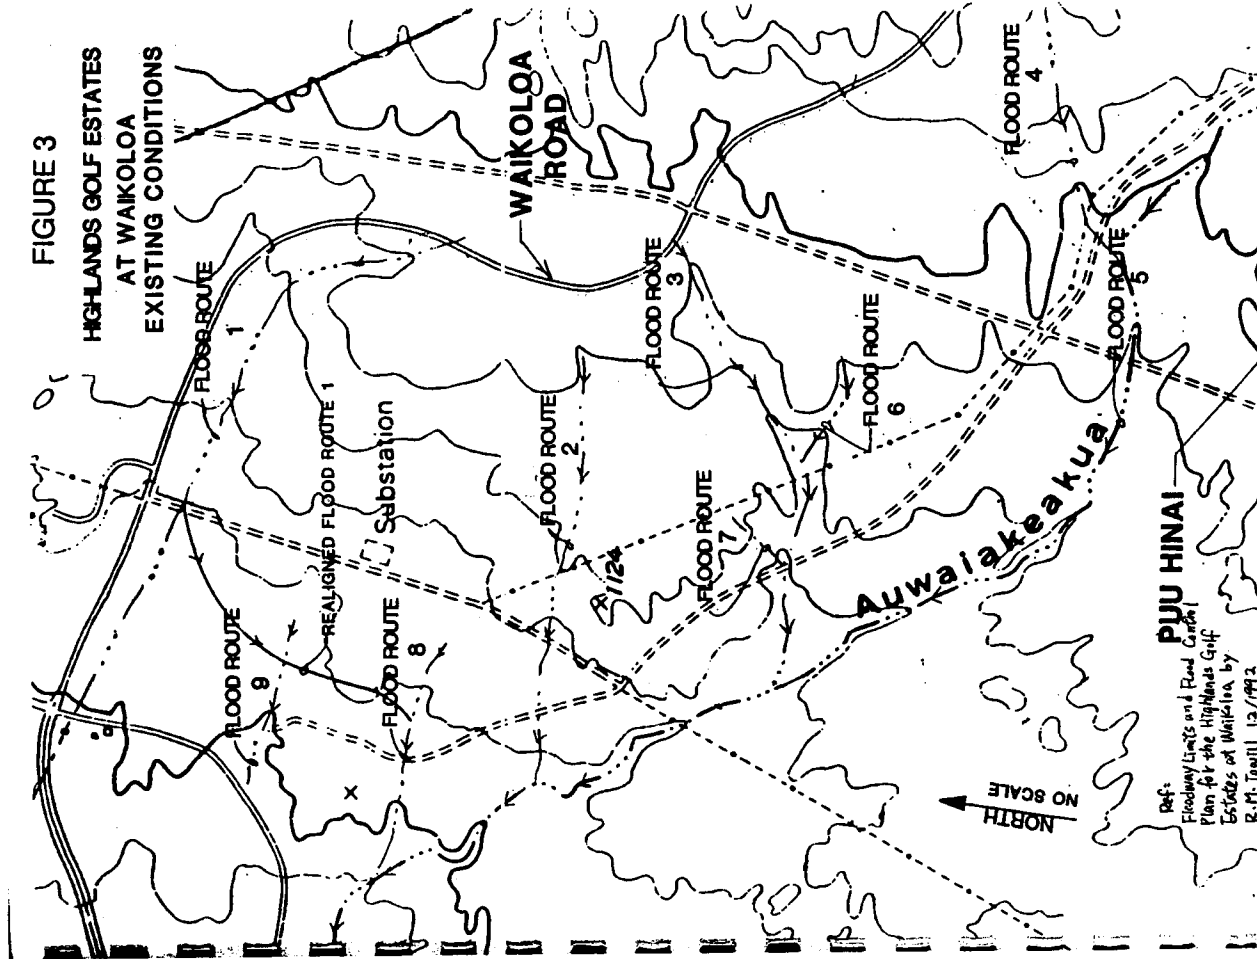 FIGURE 3
HIGHLANDS GOLF ESTATES
AT WAIKOLOA
EXISTING CONDITIONS
WAIKOLOA
ROAD
FLOOD ROUTE
4
FLOOD ROUTE
1
FLOOD ROUTE
3
FLOOD ROUTE
5
FLOOD ROUTE
6
REALIGNED FLOOD ROUTE 1
Substation
FLOOD ROUTE
2
FLOOD ROUTE
7
1124
FLOOD ROUTE
9
FLOOD ROUTE
8
Auwaiakeakua
PUU HINAI
X
NORTH
NO SCALE
Ref:
Floodway Limits and Flood Control
Plan for the Highlands Golf
Estates at Waikoloa by
R.M. Towill 12/1992